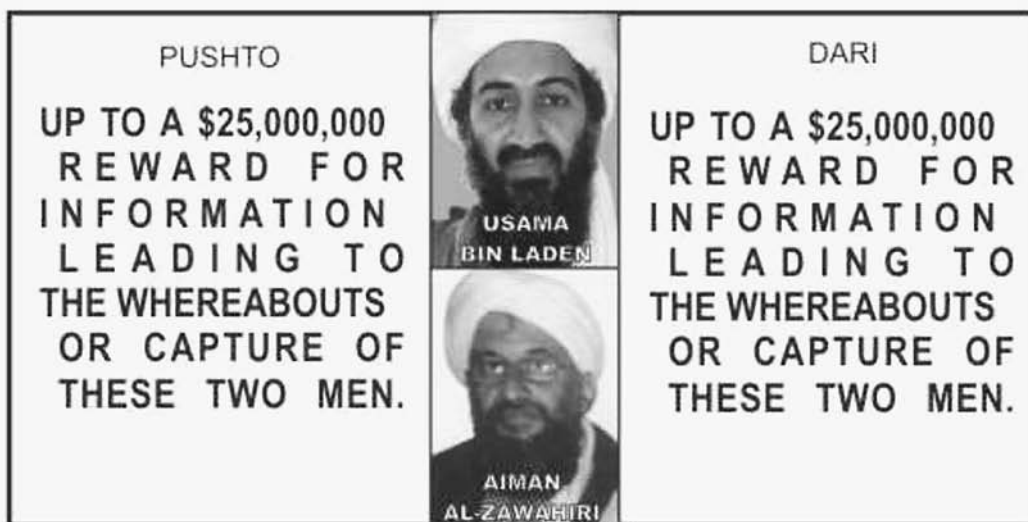 PUSHTO
UP TO A $25,000,000
REWARD FOR
INFORMATION
LEADING TO
THE WHEREABOUTS
OR CAPTURE OF
THESE TWO MEN.
USAMA
BIN LADEN
AIMAN
AL-ZAWAHIRI
DARI
UP TO A $25,000,000
REWARD FOR
INFORMATION
LEADING TO
THE WHEREABOUTS
OR CAPTURE OF
THESE TWO MEN.